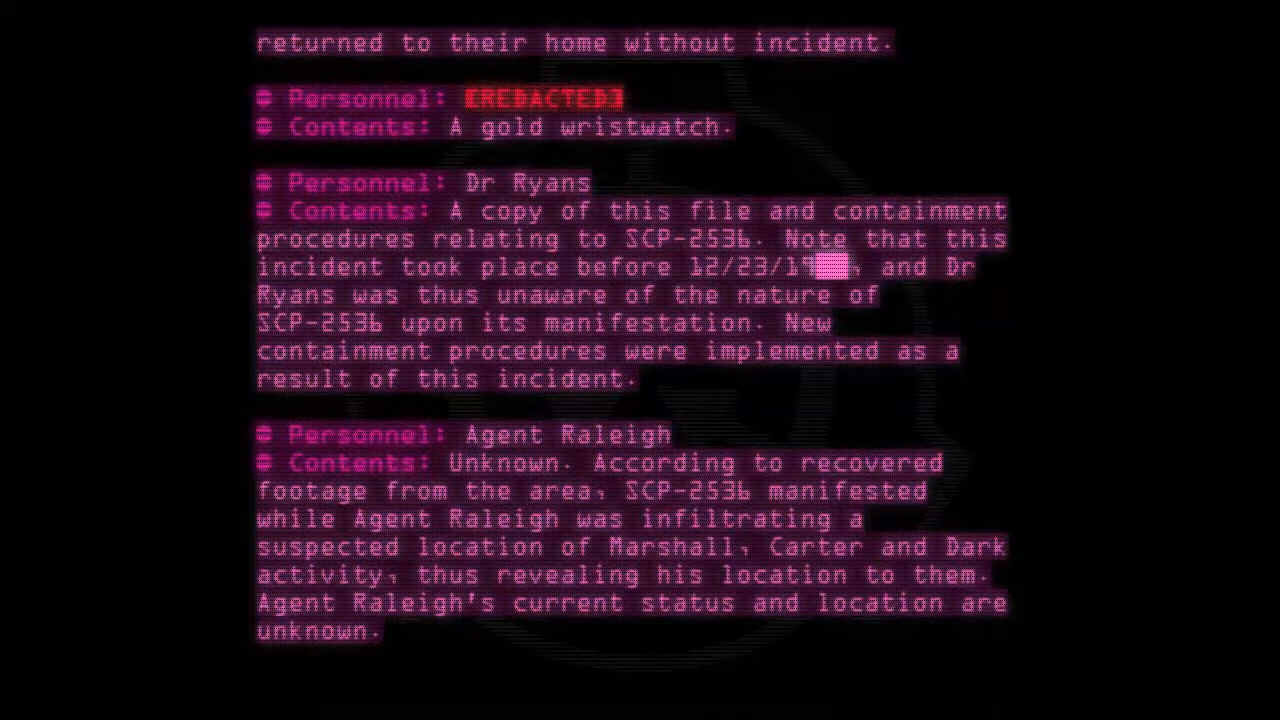 returned to their home without incident.
Personnel: [REDACTED]
Contents: A gold wristwatch.
Personnel: Dr Ryans
Contents: A copy of this file and containment
procedures relating to SCP-2536. Note that this
incident took place before 12/23/19██, and Dr
Ryans was thus unaware of the nature of
SCP-2536 upon its manifestation. New
containment procedures were implemented as a
result of this incident.
Personnel: Agent Raleigh
Contents: Unknown. According to recovered
footage from the area, SCP-2536 manifested
while Agent Raleigh was infiltrating a
suspected location of Marshall, Carter and Dark
activity, thus revealing his location to them.
Agent Raleigh's current status and location are
unknown.